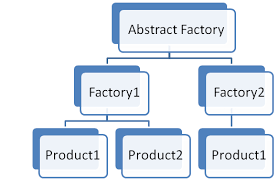 Abstract Factory
Factory1
Factory2
Product1
Product2
Product1